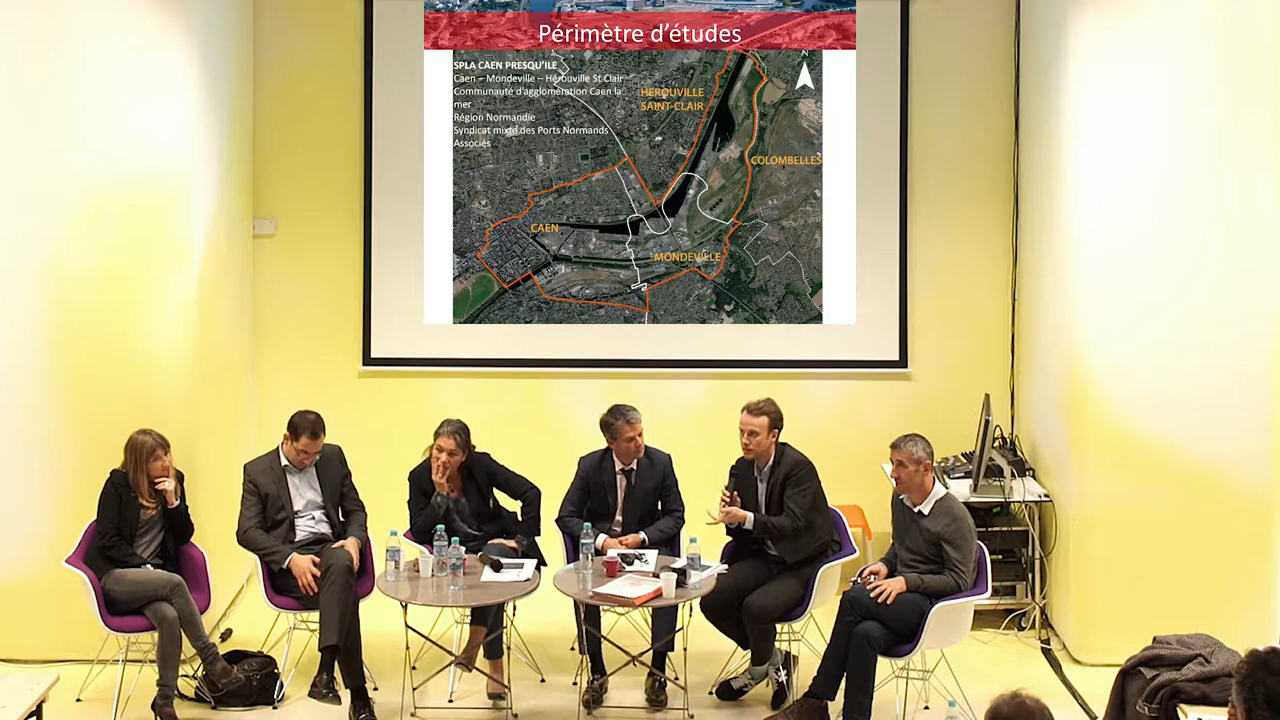 Périmètre d'études
N
SPLA CAEN PRESQU'ILE
Caen – Mondeville – Hérouville St Clair
Communauté d'agglomération Caen la
mer
Région Normandie
Syndicat mixte des Ports Normands
Associés
HEROUVILLE
SAINT-CLAIR
COLOMBELLES
CAEN
MONDEVILLE